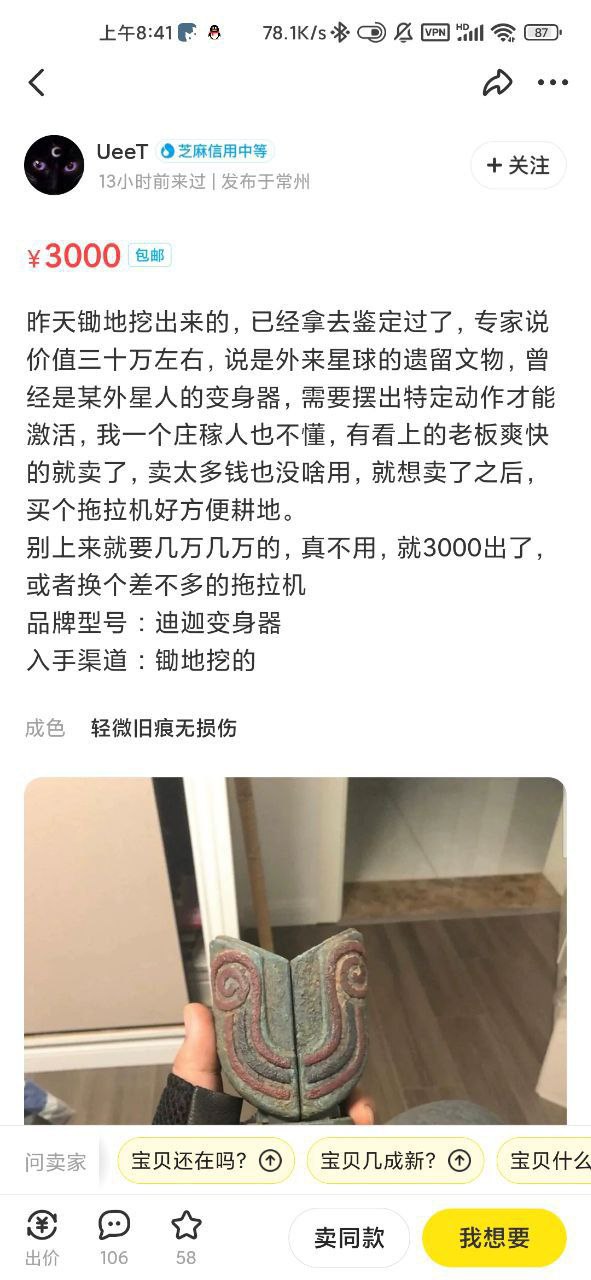 上午8:41
78.1K/s
VPN
HD
87
UeeT
芝麻信用中等
13小时前来过 | 发布于常州
+ 关注
¥3000 包邮
昨天锄地挖出来的, 已经拿去鉴定过了, 专家说
价值三十万左右, 说是外来星球的遗留文物, 曾
经是某外星人的变身器, 需要摆出特定动作才能
激活, 我一个庄稼人也不懂, 有看上的老板爽快
的就卖了, 卖太多钱也没啥用, 就想卖了之后,
买个拖拉机好方便耕地。
别上来就要几万几万的, 真不用, 就3000出了,
或者换个差不多的拖拉机
品牌型号：迪迦变身器
入手渠道：锄地挖的
成色 轻微旧痕无损伤
问卖家
宝贝还在吗?
宝贝几成新?
宝贝什么
出价
106
58
卖同款
我想要